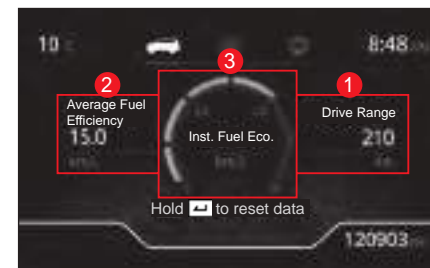 10
8:48
3
2
1
Average Fuel
Efficiency
15.0
Inst. Fuel Eco.
Drive Range
210
Hold to reset data
120903